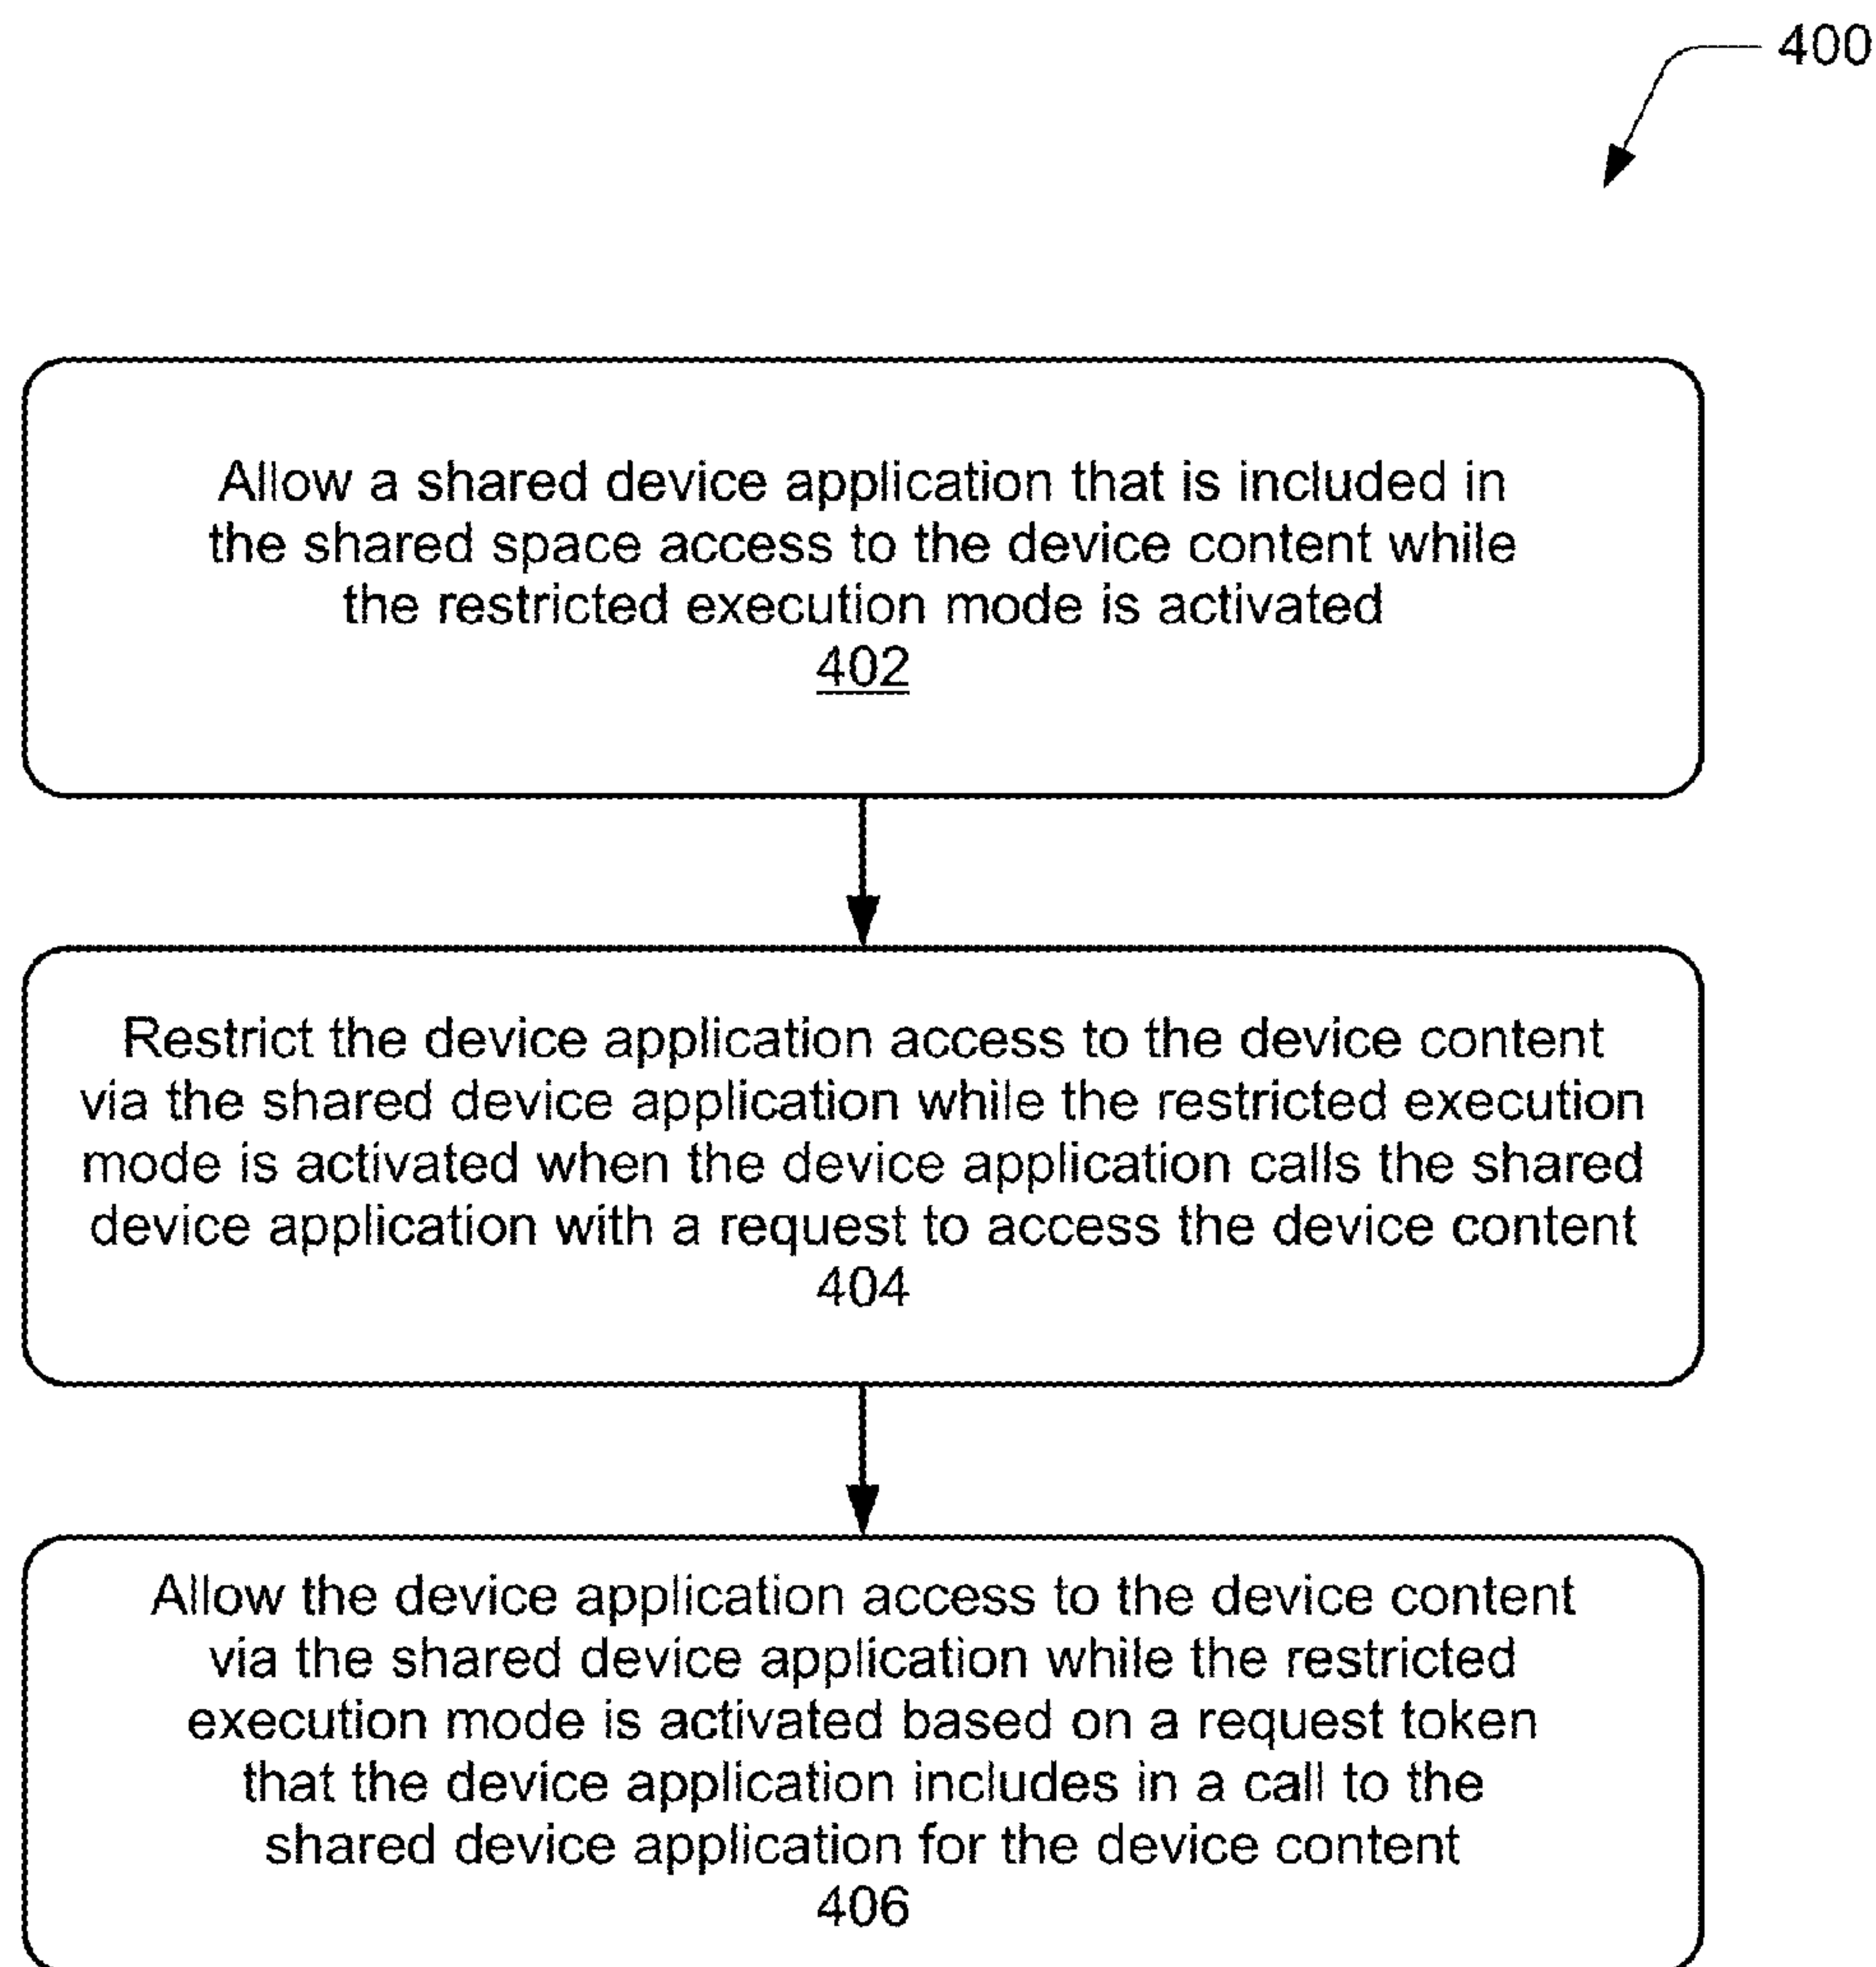 400
Allow a shared device application that is included in
the shared space access to the device content while
the restricted execution mode is activated
402
Restrict the device application access to the device content
via the shared device application while the restricted execution
mode is activated when the device application calls the shared
device application with a request to access the device content
404
Allow the device application access to the device content
via the shared device application while the restricted
execution mode is activated based on a request token
that the device application includes in a call to the
shared device application for the device content
406